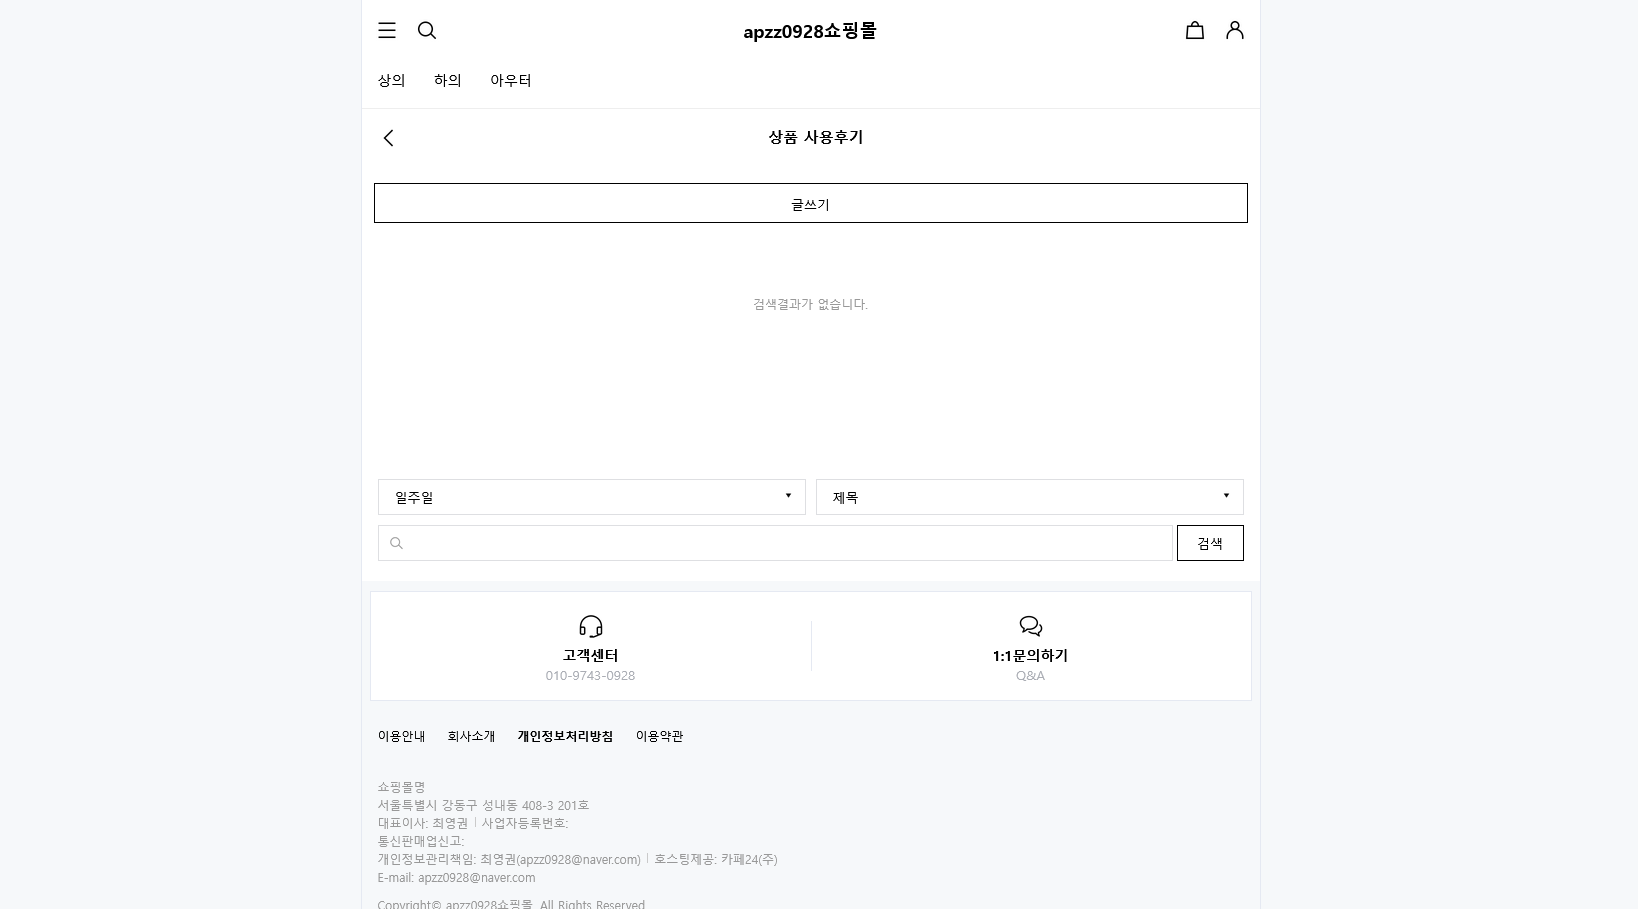 apzz0928쇼핑몰
상의 하의 아우터
상품 사용후기
글쓰기
검색결과가 없습니다.
일주일 제목
검색
고객센터 1:1문의하기
010-9743-0928 Q&A
이용안내 회사소개 개인정보처리방침 이용약관
쇼핑몰명
서울특별시 강동구 성내동 408-3 201호
대표이사: 최영권 사업자등록번호:
통신판매업신고:
개인정보관리책임: 최영권(apzz0928@naver.com) 호스팅제공: 카페24(주)
E-mail: apzz0928@naver.com
Copyright© apzz0928쇼핑몰. All Rights Reserved